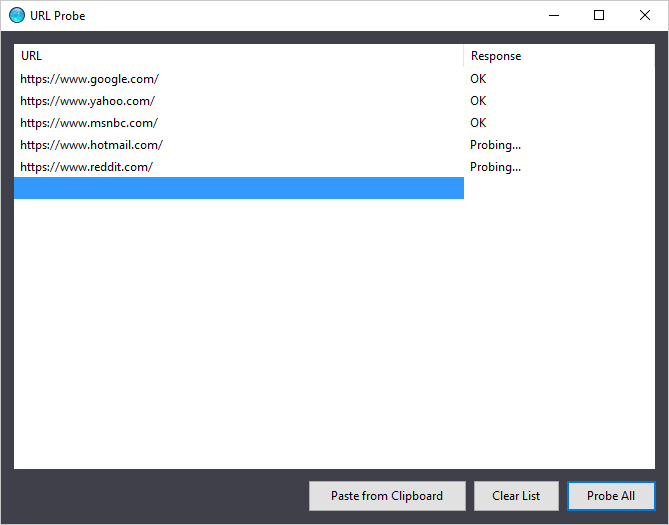 URL Probe
URL Response
https://www.google.com/ OK
https://www.yahoo.com/ OK
https://www.msnbc.com/ OK
https://www.hotmail.com/ Probing...
https://www.reddit.com/ Probing...
Paste from Clipboard Clear List Probe All